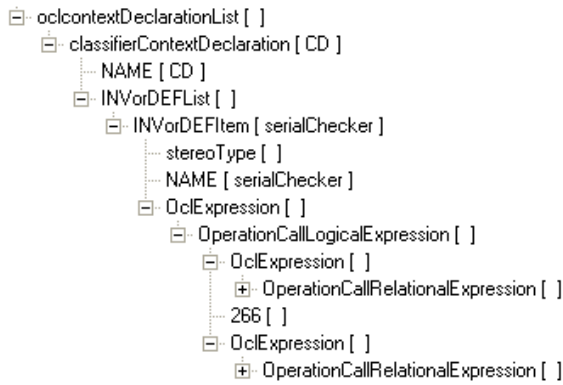 oclcontextDeclarationList [ ]
classifierContextDeclaration [ CD ]
NAME [ CD ]
INVorDEFList [ ]
INVorDEFItem [ serialChecker ]
stereoType [ ]
NAME [ serialChecker ]
OclExpression [ ]
OperationCallLogicalExpression [ ]
OclExpression [ ]
OperationCallRelationalExpression [ ]
266 [ ]
OclExpression [ ]
OperationCallRelationalExpression [ ]